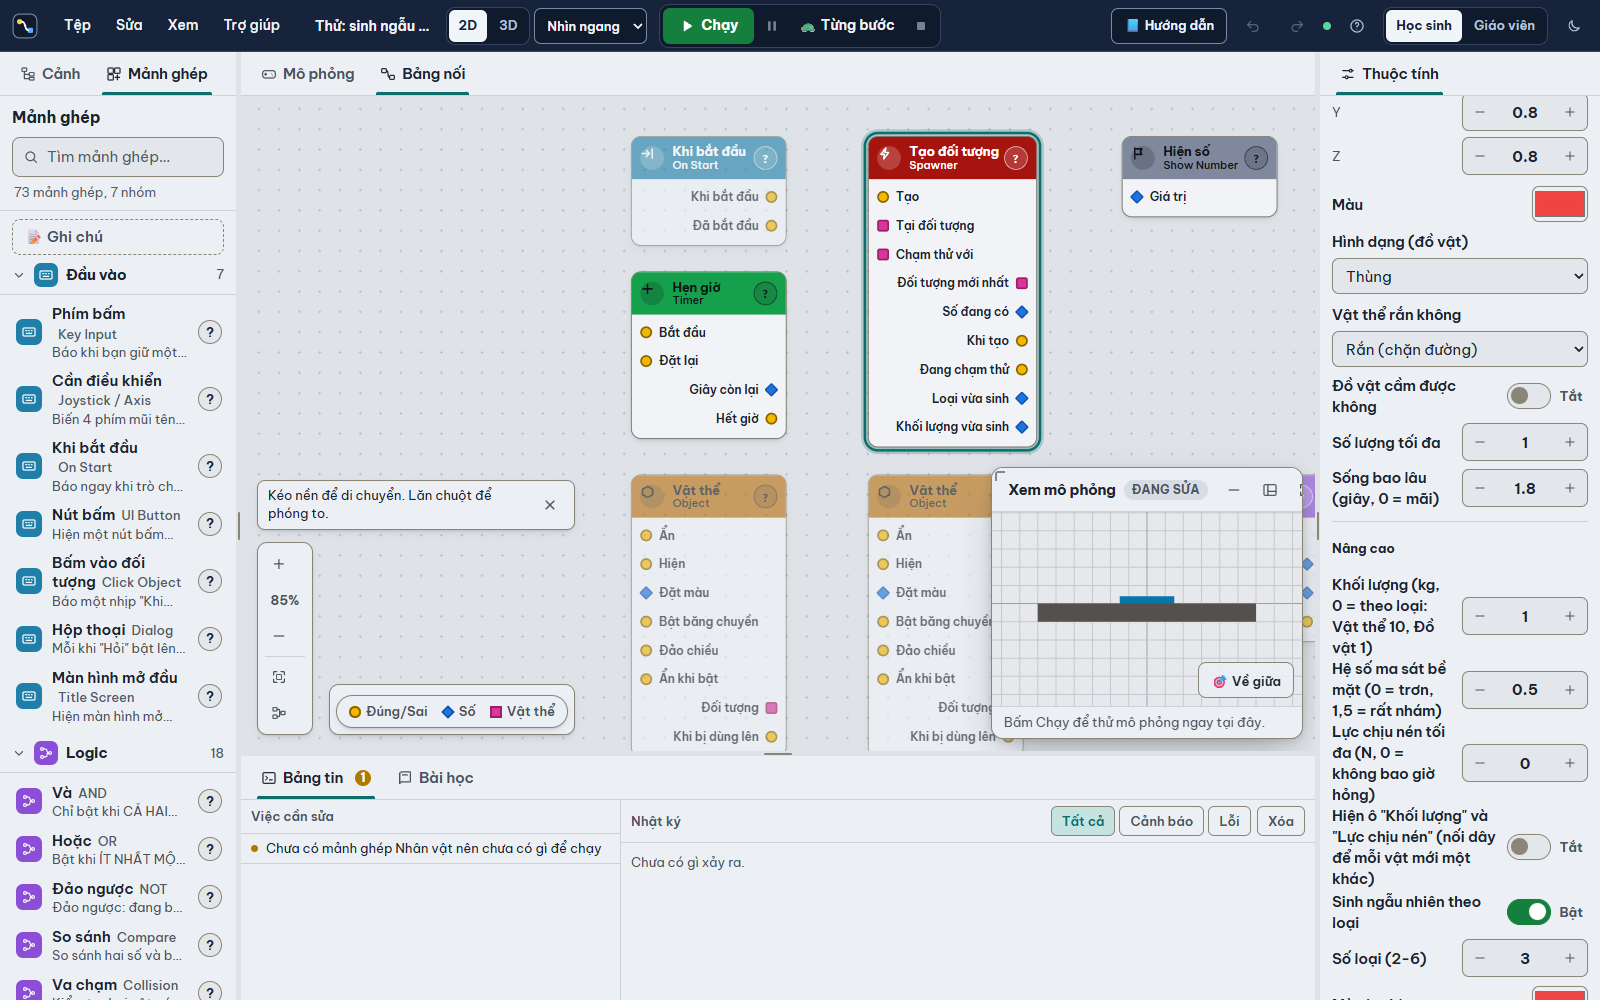 Tệp
Sửa
Xem
Trợ giúp
Thử: sinh ngẫu ...
2D
3D
Nhìn ngang
Chạy
Từng bước
Hướng dẫn
Học sinh
Giáo viên
Cảnh
Mảnh ghép
Mảnh ghép
Tìm mảnh ghép...
73 mảnh ghép, 7 nhóm
Ghi chú
Đầu vào
7
Phím bấm
Key Input
Báo khi bạn giữ một...
?
Cần điều khiển
Joystick / Axis
Biến 4 phím mũi tên...
?
Khi bắt đầu
On Start
Báo ngay khi trò ch...
?
Nút bấm UI Button
Hiện một nút bấm...
?
Bấm vào đối
tượng Click Object
Báo một nhịp "Khi...
?
Hộp thoại Dialog
Mỗi khi "Hỏi" bật lên...
?
Màn hình mở đầu
Title Screen
Hiện màn hình mở...
?
Logic
18
Và AND
Chỉ bật khi CẢ HAI...
?
Hoặc OR
Bật khi ÍT NHẤT MỘ...
?
Đảo ngược NOT
Đảo ngược: đang b...
?
So sánh Compare
So sánh hai số và b...
?
Va chạm Collision
?
Mô phỏng
Bảng nối
Khi bắt đầu
On Start
?
Khi bắt đầu
Đã bắt đầu
Hẹn giờ
Timer
?
Bắt đầu
Đặt lại
Giây còn lại
Hết giờ
Tạo đối tượng
Spawner
?
Tạo
Tại đối tượng
Chạm thử với
Đối tượng mới nhất
Số đang có
Khi tạo
Đang chạm thử
Loại vừa sinh
Khối lượng vừa sinh
Hiện số
Show Number
?
Giá trị
Vật thể
Object
?
Ẩn
Hiện
Đặt màu
Bật băng chuyền
Đảo chiều
Ẩn khi bật
Đối tượng
Khi bị dùng lên
Vật thể
Object
Ẩn
Hiện
Đặt màu
Bật băng chuyền
Đảo chiều
Ẩn khi bật
Đối tượng
Khi bị dùng lên
Kéo nền để di chuyển. Lăn chuột để
phóng to.
85%
Đúng/Sai
Số
Vật thể
Xem mô phỏng
ĐANG SỬA
Về giữa
Bấm Chạy để thử mô phỏng ngay tại đây.
Bảng tin
1
Bài học
Việc cần sửa
Chưa có mảnh ghép Nhân vật nên chưa có gì để chạy
Nhật ký
Tất cả
Cảnh báo
Lỗi
Xóa
Chưa có gì xảy ra.
Thuộc tính
Y
0.8
Z
0.8
Màu
Hình dạng (đồ vật)
Thùng
Vật thể rắn không
Rắn (chặn đường)
Đồ vật cầm được
không
Tắt
Số lượng tối đa
1
Sống bao lâu
(giây, 0 = mãi)
1.8
Nâng cao
Khối lượng (kg,
0 = theo loại:
Vật thể 10, Đồ
vật 1)
1
Hệ số ma sát bề
mặt (0 = trơn,
1,5 = rất nhám)
0.5
Lực chịu nén tối
đa (N, 0 =
không bao giờ
hỏng)
0
Hiện ô "Khối lượng" và
"Lực chịu nén" (nối dây
để mỗi vật mới một
khác)
Tắt
Sinh ngẫu nhiên theo
loại
Bật
Số loại (2-6)
3